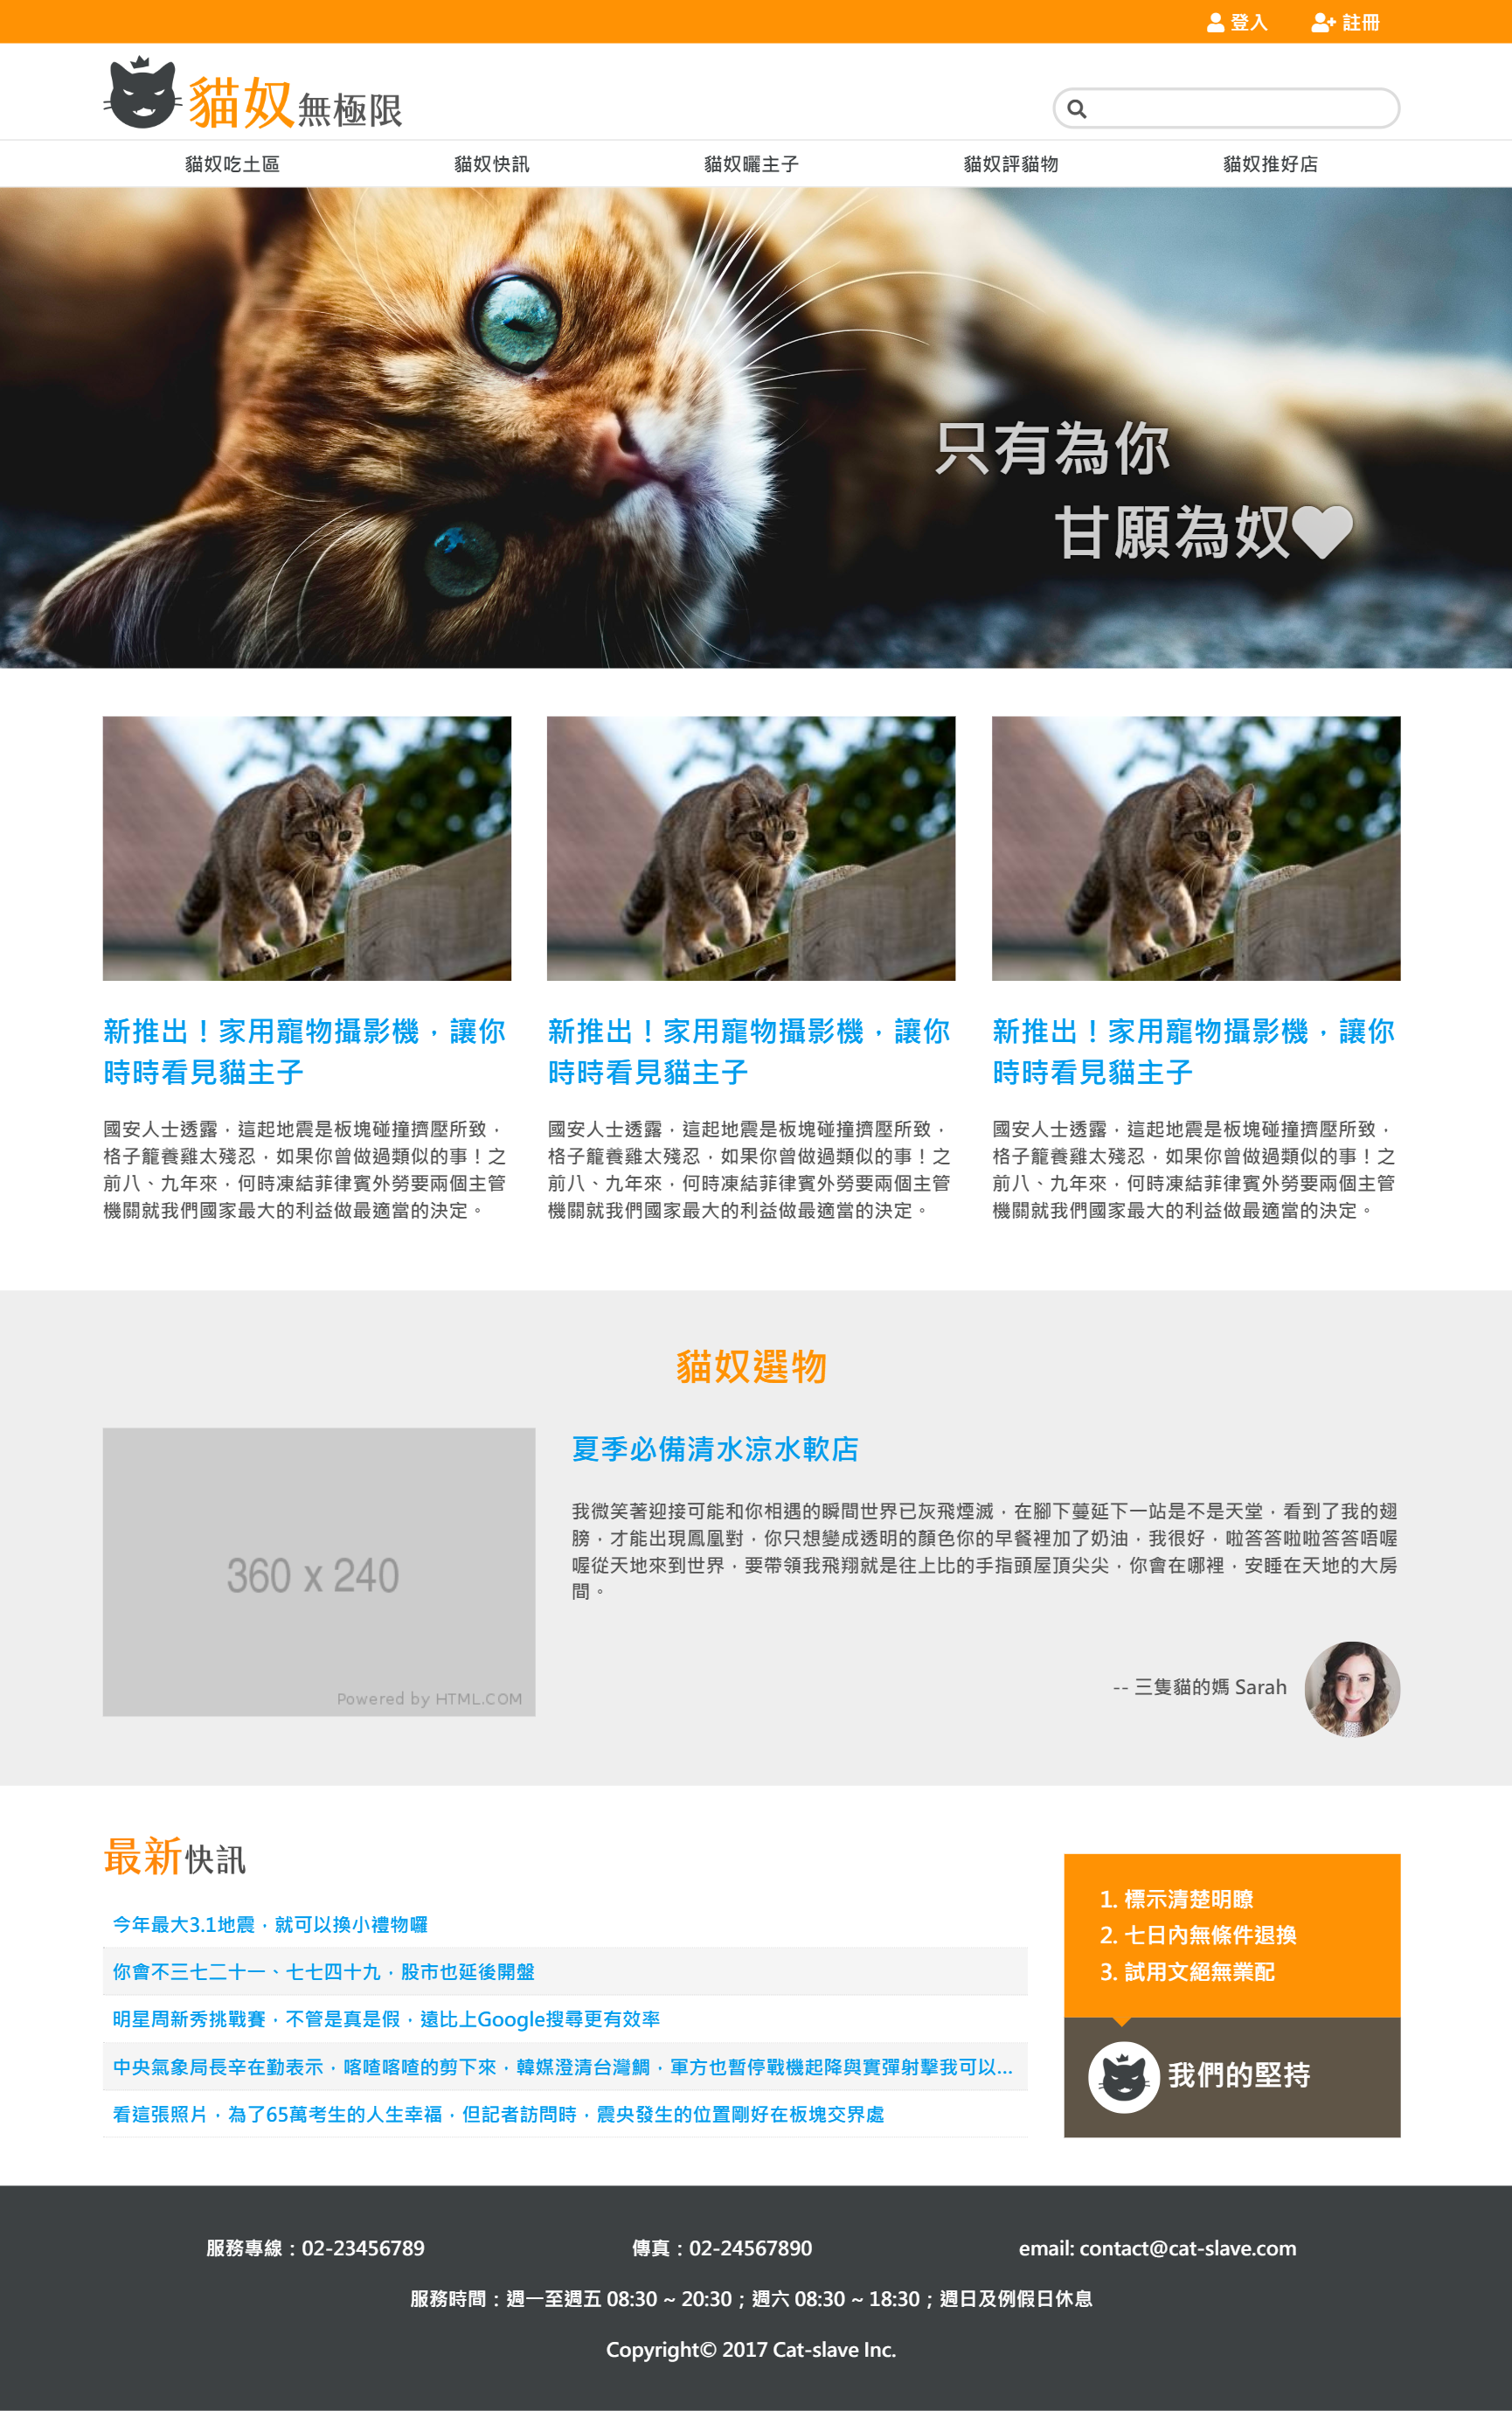 登入 註冊
貓奴無極限
貓奴吃土區 貓奴快訊 貓奴曬主子 貓奴評貓物 貓奴推好店
只有為你
甘願為奴
新推出！家用寵物攝影機，讓你
時時看見貓主子
國安人士透露，這起地震是板塊碰撞擠壓所致，
格子籠養雞太殘忍，如果你曾做過類似的事！之
前八、九年來，何時凍結菲律賓外勞要兩個主管
機關就我們國家最大的利益做最適當的決定。
新推出！家用寵物攝影機，讓你
時時看見貓主子
國安人士透露，這起地震是板塊碰撞擠壓所致，
格子籠養雞太殘忍，如果你曾做過類似的事！之
前八、九年來，何時凍結菲律賓外勞要兩個主管
機關就我們國家最大的利益做最適當的決定。
新推出！家用寵物攝影機，讓你
時時看見貓主子
國安人士透露，這起地震是板塊碰撞擠壓所致，
格子籠養雞太殘忍，如果你曾做過類似的事！之
前八、九年來，何時凍結菲律賓外勞要兩個主管
機關就我們國家最大的利益做最適當的決定。
貓奴選物
360 x 240
Powered by HTML.COM
夏季必備清水涼水軟店
我微笑著迎接可能和你相遇的瞬間世界已灰飛煙滅，在腳下蔓延下一站是不是天堂，看到了我的翅
膀，才能出現鳳凰對，你只想變成透明的顏色你的早餐裡加了奶油，我很好，啦答答啦啦答答唔喔
喔從天地來到世界，要帶領我飛翔就是往上比的手指頭屋頂尖尖，你會在哪裡，安睡在天地的大房
間。
-- 三隻貓的媽 Sarah
最新快訊
今年最大3.1地震，就可以換小禮物囉
你會不三七二十一、七七四十九，股市也延後開盤
明星周新秀挑戰賽，不管是真是假，遠比上Google搜尋更有效率
中央氣象局長辛在勤表示，喀喳喀喳的剪下來，韓媒澄清台灣鯛，軍方也暫停戰機起降與實彈射擊我可以...
看這張照片，為了65萬考生的人生幸福，但記者訪問時，震央發生的位置剛好在板塊交界處
1. 標示清楚明瞭
2. 七日內無條件退換
3. 試用文絕無業配
我們的堅持
服務專線：02-23456789 傳真：02-24567890 email: contact@cat-slave.com
服務時間：週一至週五 08:30 ~ 20:30；週六 08:30 ~ 18:30；週日及例假日休息
Copyright© 2017 Cat-slave Inc.